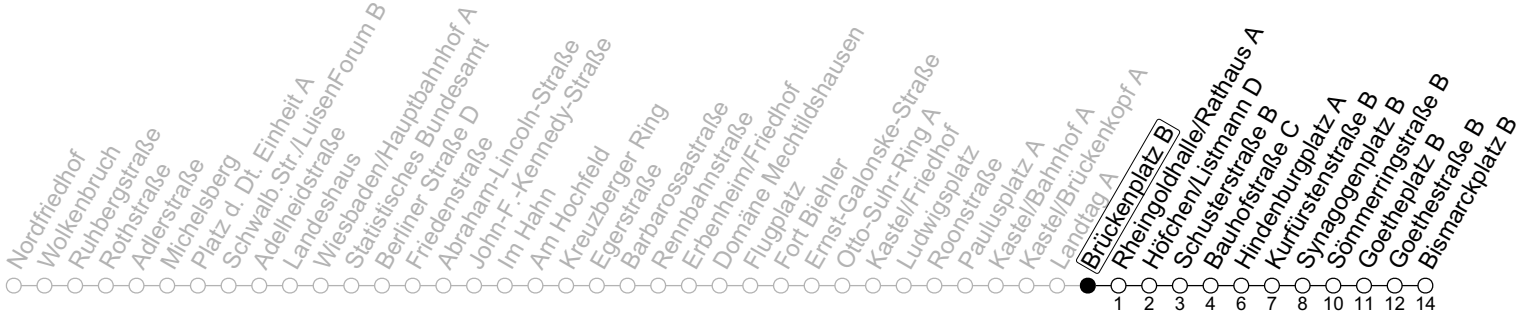 Nordfriedhof
Wolkenbruch
Ruhbergstraße
Rothstraße
Adlerstraße
Michelsberg
Platz d. Dt. Einheit A
Schwalb.Str./LuisenForum B
Adelheidstraße
Landeshaus
Wiesbaden/Hauptbahnhof A
Statistisches Bundesamt
Berliner Straße D
Friedenstraße
Abraham-Lincoln-Straße
John-F.-Kennedy-Straße
Im Hahn
Am Hochfeld
Kreuzberger Ring
Egerstraße
Barbarossastraße
Rennbahnstraße
Erbenheim/Friedhof
Domäne Mechtildshausen
Flugplatz
Fort Biehler
Ernst-Galonske-Straße
Otto-Suhr-Ring A
Kastel/Friedhof
Ludwigsplatz
Roonstraße
Paulusplatz A
Kastel/Bahnhof A
Kastel/Brückenkopf A
Landtag A
Brückenplatz B
Rheingoldhalle/Rathaus A
Höfchen/Listmann D
Schusterstraße B
Bauhofstraße C
Hindenburgplatz A
Kurfürstenstraße B
Synagogenplatz B
Sömmerringstraße B
Goetheplatz B
Goethestraße B
Bismarckplatz B
1 2 3 4 6 7 8 10 11 12 14